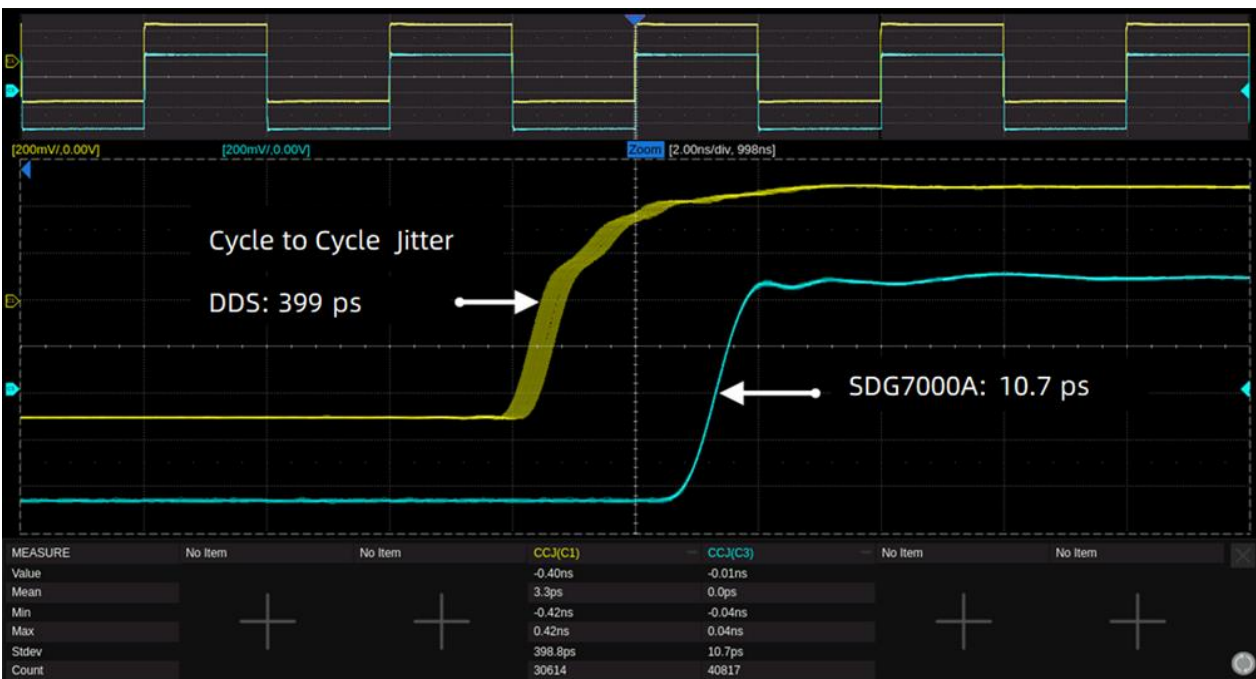 [200mV/,0.00V] [200mV/,0.00V] Zoom [2.00ns/div, 998ns]
Cycle to Cycle Jitter
DDS: 399 ps
SDG7000A: 10.7 ps
MEASURE No Item No Item CCJ(C1) CCJ(C3) No Item No Item
Value -0.40ns -0.01ns
Mean 3.3ps 0.0ps
Min -0.42ns -0.04ns
Max 0.42ns 0.04ns
Stdev 398.8ps 10.7ps
Count 30614 40817